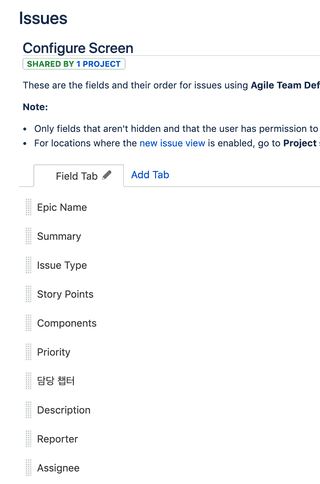 Issues
Configure Screen
SHARED BY 1 PROJECT
These are the fields and their order for issues using Agile Team Def
Note:
• Only fields that aren't hidden and that the user has permission to
• For locations where the new issue view is enabled, go to Project
Field Tab
Add Tab
Epic Name
Summary
Issue Type
Story Points
Components
Priority
담당 챕터
Description
Reporter
Assignee